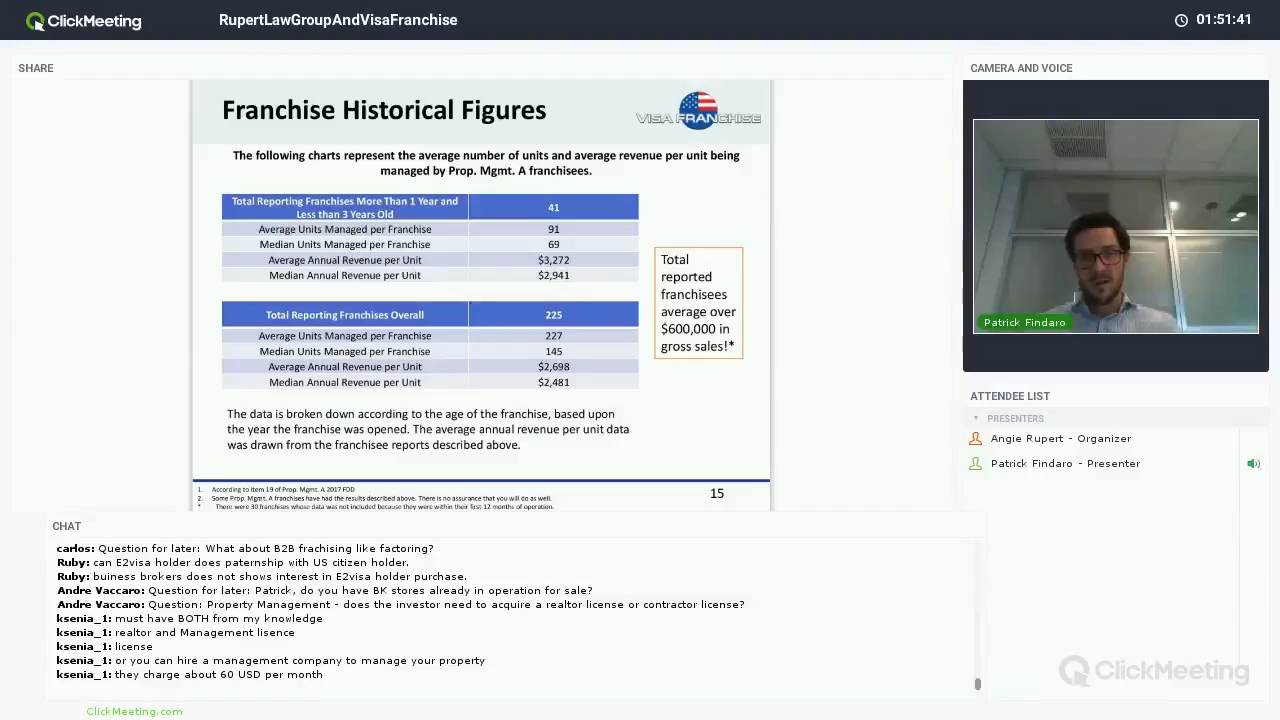 ClickMeeting
RupertLawGroupAndVisaFranchise
01:51:41
SHARE
Franchise Historical Figures
VISA FRANCHISE
The following charts represent the average number of units and average revenue per unit being
managed by Prop. Mgmt. A franchisees.
Total Reporting Franchises More Than 1 Year and
Less than 3 Years Old
41
Average Units Managed per Franchise 91
Median Units Managed per Franchise 69
Average Annual Revenue per Unit $3,272
Median Annual Revenue per Unit $2,941
Total Reporting Franchises Overall 225
Average Units Managed per Franchise 227
Median Units Managed per Franchise 145
Average Annual Revenue per Unit $2,698
Median Annual Revenue per Unit $2,481
Total
reported
franchisees
average over
$600,000 in
gross sales!*
The data is broken down according to the age of the franchise, based upon
the year the franchise was opened. The average annual revenue per unit data
was drawn from the franchisee reports described above.
1. According to item 19 of Prop. Mgmt. A 2017 FDD
2. Some Prop. Mgmt. A franchises have had the results described above. There is no assurance that you will do as well.
* There were 30 franchises whose data was not included because they were within their first 12 months of operation.
15
CAMERA AND VOICE
Patrick Findaro
ATTENDEE LIST
PRESENTERS
Angie Rupert - Organizer
Patrick Findaro - Presenter
CHAT
carlos: Question for later: What about B2B frachising like factoring?
Ruby: can E2visa holder does paternship with US citizen holder.
Ruby: buiness brokers does not shows interest in E2visa holder purchase.
Andre Vaccaro: Question for later: Patrick, do you have BK stores already in operation for sale?
Andre Vaccaro: Question: Property Management - does the investor need to acquire a realtor license or contractor license?
ksenia_1: must have BOTH from my knowledge
ksenia_1: realtor and Management lisence
ksenia_1: license
ksenia_1: or you can hire a management company to manage your property
ksenia_1: they charge about 60 USD per month
ClickMeeting
ClickMeeting.com